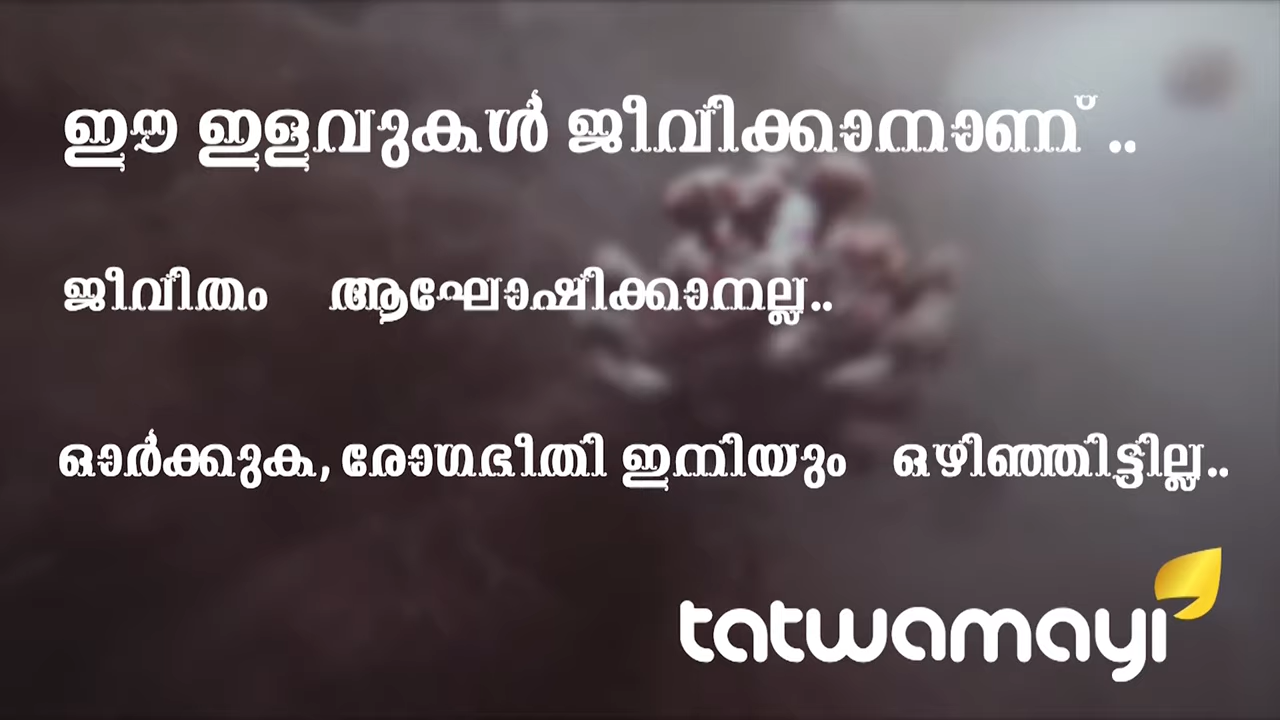 ഈ ഇളവുകൾ ജീവിക്കാനാണ് ..
ജീവിതം ആഘോഷിക്കാനല്ല..
ഓർക്കുക, രോഗഭീതി ഇനിയും ഒഴിഞ്ഞിട്ടില്ല..
tatwamayi